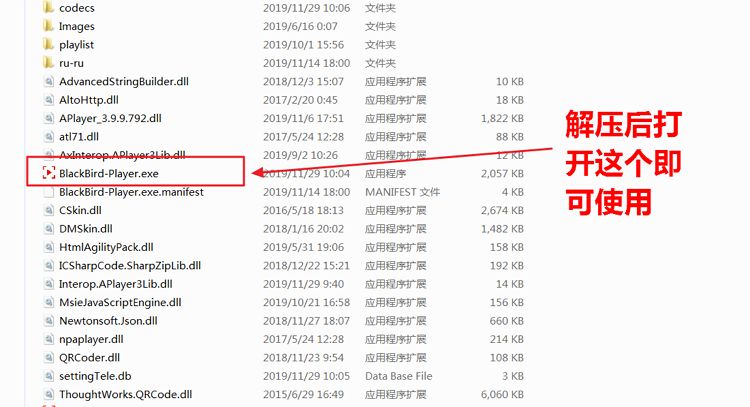 codecs 2019/11/29 10:06 文件夹
Images 2019/6/16 0:07 文件夹
playlist 2019/10/1 15:56 文件夹
ru-ru 2019/11/14 18:00 文件夹
AdvancedStringBuilder.dll 2018/12/3 15:07 应用程序扩展 10 KB
AltoHttp.dll 2017/2/20 0:45 应用程序扩展 18 KB
APlayer_3.9.9.792.dll 2019/11/6 17:51 应用程序扩展 1,822 KB
atl71.dll 2017/5/24 12:28 应用程序扩展 88 KB
AxInterop.APlayer3Lib.dll 2019/9/2 10:26 应用程序扩展 12 KB
BlackBird-Player.exe 2019/11/29 10:04 应用程序 2,057 KB
BlackBird-Player.exe.manifest 2019/11/14 18:00 MANIFEST 文件 4 KB
CSkin.dll 2016/5/18 18:13 应用程序扩展 2,674 KB
DMSkin.dll 2018/1/16 20:02 应用程序扩展 1,482 KB
HtmlAgilityPack.dll 2019/5/31 19:06 应用程序扩展 158 KB
ICSharpCode.SharpZipLib.dll 2018/12/22 15:21 应用程序扩展 192 KB
Interop.APlayer3Lib.dll 2019/11/29 9:40 应用程序扩展 14 KB
MsieJavaScriptEngine.dll 2019/10/21 16:58 应用程序扩展 156 KB
Newtonsoft.Json.dll 2018/11/27 18:07 应用程序扩展 660 KB
npaplayer.dll 2017/5/24 12:28 应用程序扩展 214 KB
QRCoder.dll 2018/11/23 9:54 应用程序扩展 108 KB
settingTele.db 2019/11/29 10:05 Data Base File 3 KB
ThoughtWorks.QRCode.dll 2015/6/29 16:49 应用程序扩展 6,060 KB
解压后打
开这个即
可使用